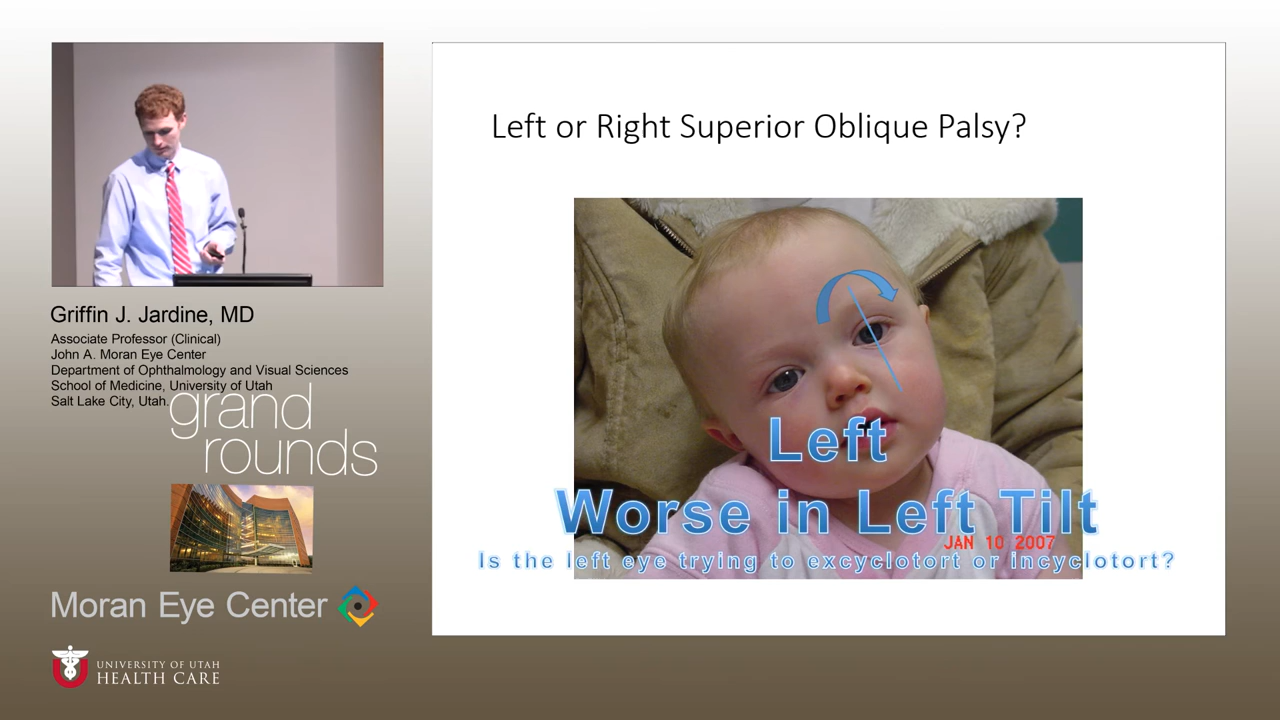 Left or Right Superior Oblique Palsy?
Left
Worse in Left Tilt
JAN 10 2007
Is the left eye trying to excyclotort or incyclotort?
Griffin J. Jardine, MD
Associate Professor (Clinical)
John A. Moran Eye Center
Department of Ophthalmology and Visual Sciences
School of Medicine, University of Utah
Salt Lake City, Utah.
grand
rounds
Moran Eye Center
UNIVERSITY OF UTAH
HEALTH CARE